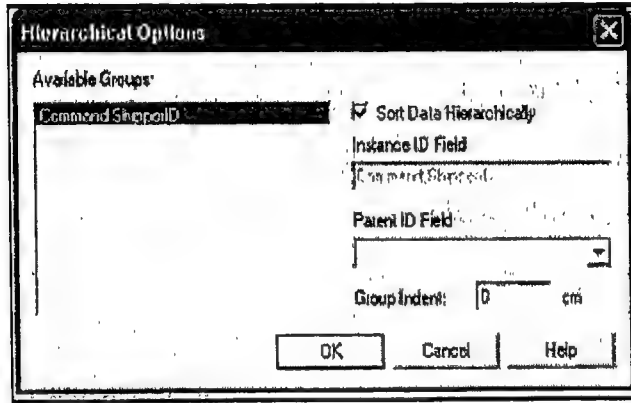 Hierarchical Options
Available Groups:
Command.ShipperID
Sort Data Hierarchically
Instance ID Field
Parent ID Field
Group Indent: 0 cm
OK Cancel Help